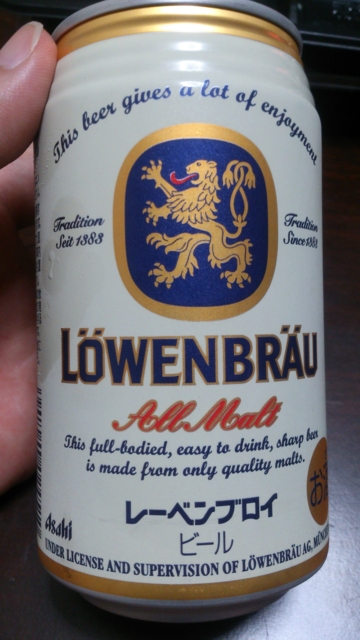 This beer gives a lot of enjoyment
Tradition
Seit 1383
Tradition
Since 1383
LÖWENBRÄU
All Malt
This full-bodied, easy to drink, sharp beer
is made from only quality malts.
レーベンブロイ
ビール
Asahi
UNDER LICENSE AND SUPERVISION OF LÖWENBRÄU AG,